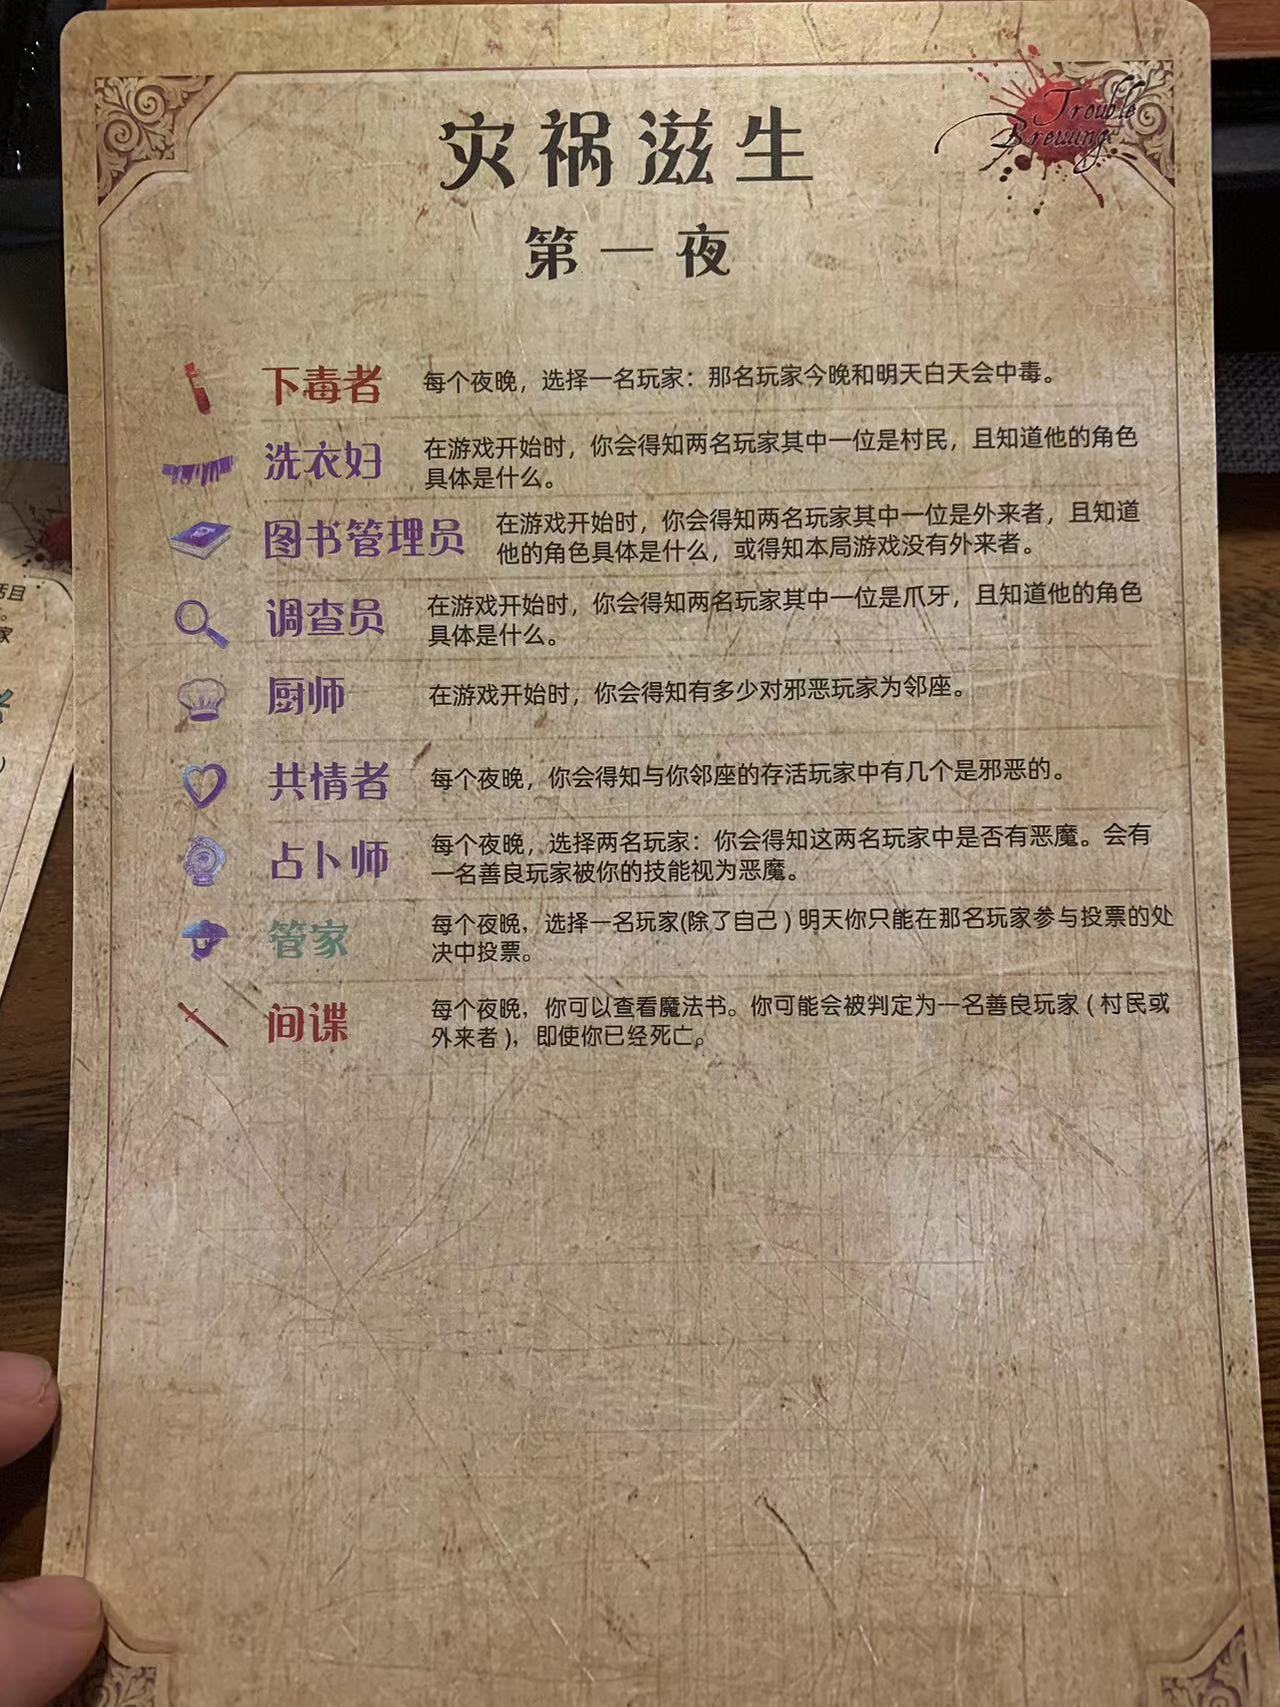 灾祸滋生
Trouble
Brewing
第一夜
下毒者 每个夜晚，选择一名玩家：那名玩家今晚和明天白天会中毒。
洗衣妇 在游戏开始时，你会得知两名玩家其中一位是村民，且知道他的角色
具体是什么。
图书管理员 在游戏开始时，你会得知两名玩家其中一位是外来者，且知道
他的角色具体是什么，或得知本局游戏没有外来者。
调查员 在游戏开始时，你会得知两名玩家其中一位是爪牙，且知道他的角色
具体是什么。
厨师 在游戏开始时，你会得知有多少对邪恶玩家为邻座。
共情者 每个夜晚，你会得知与你邻座的存活玩家中有几个是邪恶的。
占卜师 每个夜晚，选择两名玩家：你会得知这两名玩家中是否有恶魔。会有
一名善良玩家被你的技能视为恶魔。
管家 每个夜晚，选择一名玩家(除了自己)明天你只能在那名玩家参与投票的处
决中投票。
间谍 每个夜晚，你可以查看魔法书。你可能会被判定为一名善良玩家(村民或
外来者)，即使你已经死亡。
且
家